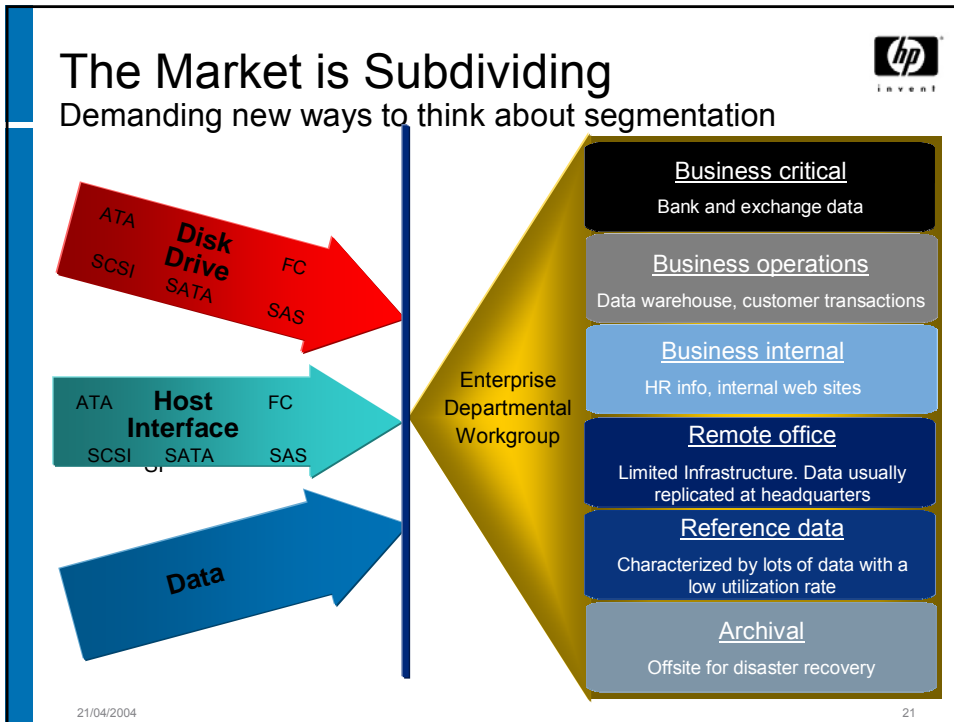 The Market is Subdividing
Demanding new ways to think about segmentation
hp
invent
ATA
Disk
Drive
FC
SCSI
SATA
SAS
ATA
Host
Interface
FC
SCSI
SATA
SAS
Data
Enterprise
Departmental
Workgroup
Business critical
Bank and exchange data
Business operations
Data warehouse, customer transactions
Business internal
HR info, internal web sites
Remote office
Limited Infrastructure. Data usually
replicated at headquarters
Reference data
Characterized by lots of data with a
low utilization rate
Archival
Offsite for disaster recovery
21/04/2004
21